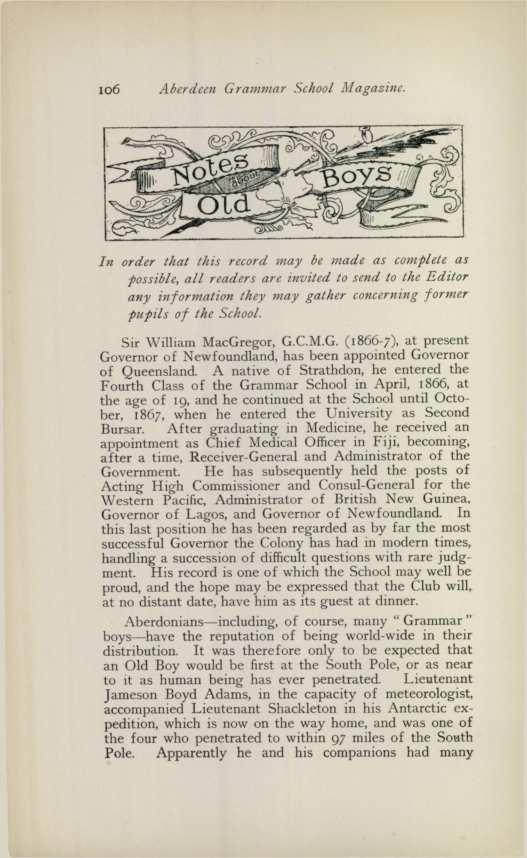 106 Aberdeen Grammar School Magazine.
Notes about Old Boys
In order that this record may be made as complete as
possible, all readers are invited to send to the Editor
any information they may gather concerning former
pupils of the School.
Sir William MacGregor, G.C.M.G. (1866-7), at present
Governor of Newfoundland, has been appointed Governor
of Queensland. A native of Strathdon, he entered the
Fourth Class of the Grammar School in April, 1866, at
the age of 19, and he continued at the School until Octo-
ber, 1867, when he entered the University as Second
Bursar. After graduating in Medicine, he received an
appointment as Chief Medical Officer in Fiji, becoming,
after a time, Receiver-General and Administrator of the
Government. He has subsequently held the posts of
Acting High Commissioner and Consul-General for the
Western Pacific, Administrator of British New Guinea,
Governor of Lagos, and Governor of Newfoundland. In
this last position he has been regarded as by far the most
successful Governor the Colony has had in modern times,
handling a succession of difficult questions with rare judg-
ment. His record is one of which the School may well be
proud, and the hope may be expressed that the Club will,
at no distant date, have him as its guest at dinner.
Aberdonians—including, of course, many "Grammar"
boys—have the reputation of being world-wide in their
distribution. It was therefore only to be expected that
an Old Boy would be first at the South Pole, or as near
to it as human being has ever penetrated. Lieutenant
Jameson Boyd Adams, in the capacity of meteorologist,
accompanied Lieutenant Shackleton in his Antarctic ex-
pedition, which is now on the way home, and was one of
the four who penetrated to within 97 miles of the South
Pole. Apparently he and his companions had many